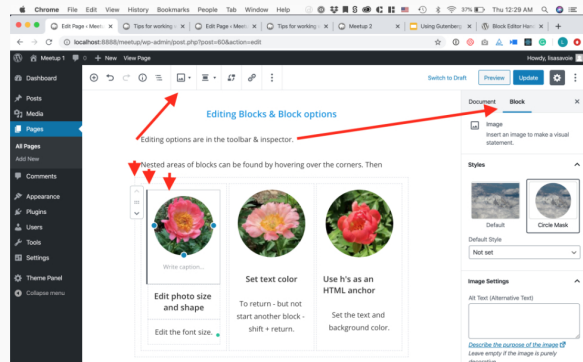 Chrome File Edit View History Bookmarks People Tab Window Help 37% Thu 12:29 AM
Edit Page ‹ Meetu Tips for working Edit Page ‹ Meetu Tips for working Meetup 2 Using Gutenberg Block Editor Hand
localhost:8888/meetup/wp-admin/post.php?post=60&action=edit
Meetup 1 0 + New View Page Howdy, lisasavoie
Dashboard
Posts
Media
Pages
All Pages
Add New
Comments
Appearance
Plugins
Users
Tools
Settings
Theme Panel
Collapse menu
Switch to Draft Preview Update
Editing Blocks & Block options
Editing options are in the toolbar & inspector.
Nested areas of blocks can be found by hovering over the corners. Then
Write caption...
Edit photo size
and shape
Edit the font size.
Set text color
To return - but not
start another block -
shift + return.
Use h's as an
HTML anchor
Set the text and
background color.
Document Block
Image
Insert an image to make a visual
statement.
Styles
Default Circle Mask
Default Style
Not set
Image Settings
Alt Text (Alternative Text)
Describe the purpose of the image
Leave empty if the image is purely
decorative.